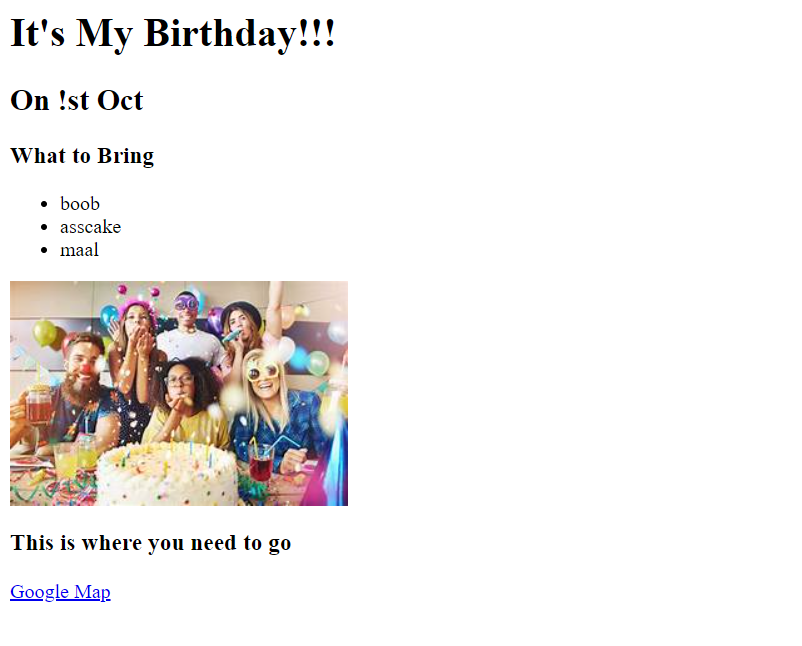 It's My Birthday!!!
On !st Oct
What to Bring
boob
asscake
maal
This is where you need to go
Google Map